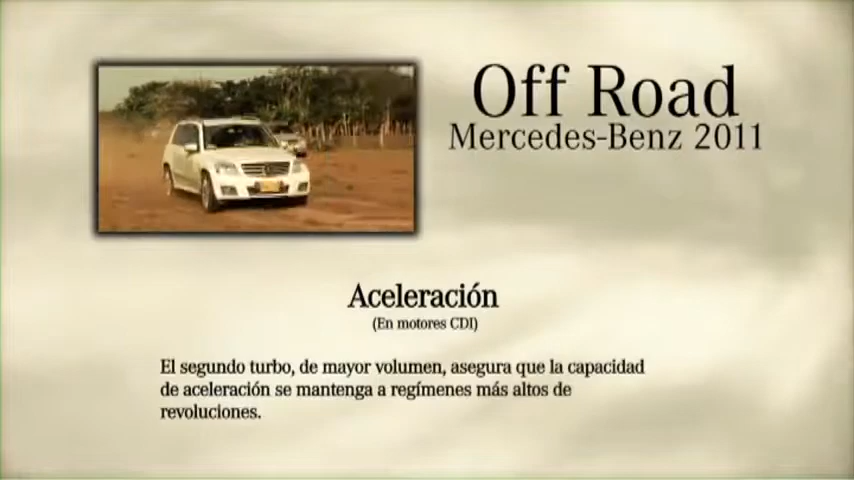 Off Road
Mercedes-Benz 2011
Aceleración
(En motores CDI)
El segundo turbo, de mayor volumen, asegura que la capacidad
de aceleración se mantenga a regímenes más altos de
revoluciones.